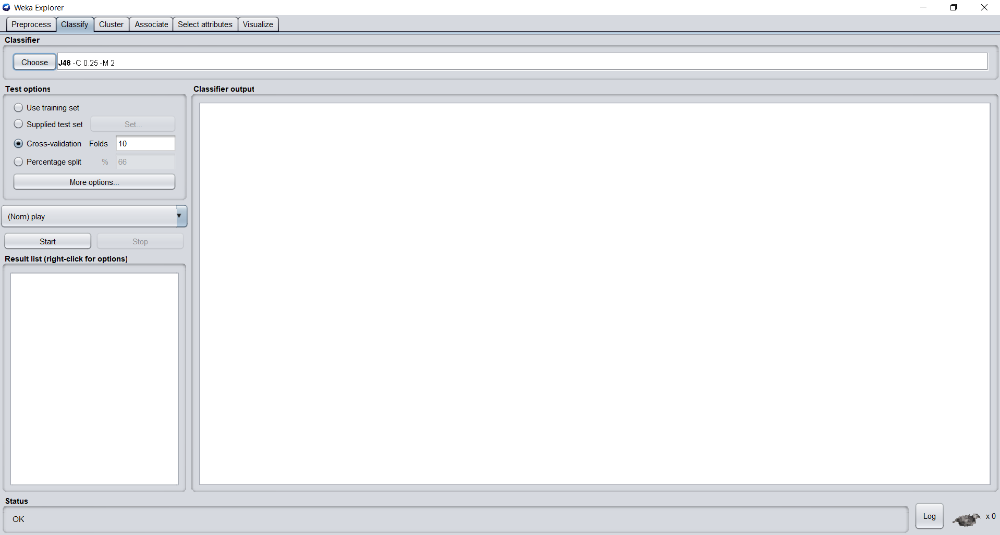 Weka Explorer
Preprocess Classify Cluster Associate Select attributes Visualize
Classifier
Choose J48 -C 0.25 -M 2
Test options
Use training set
Supplied test set Set...
Cross-validation Folds 10
Percentage split % 66
More options...
(Nom) play
Start Stop
Result list (right-click for options)
Classifier output
Status
OK
Log x 0